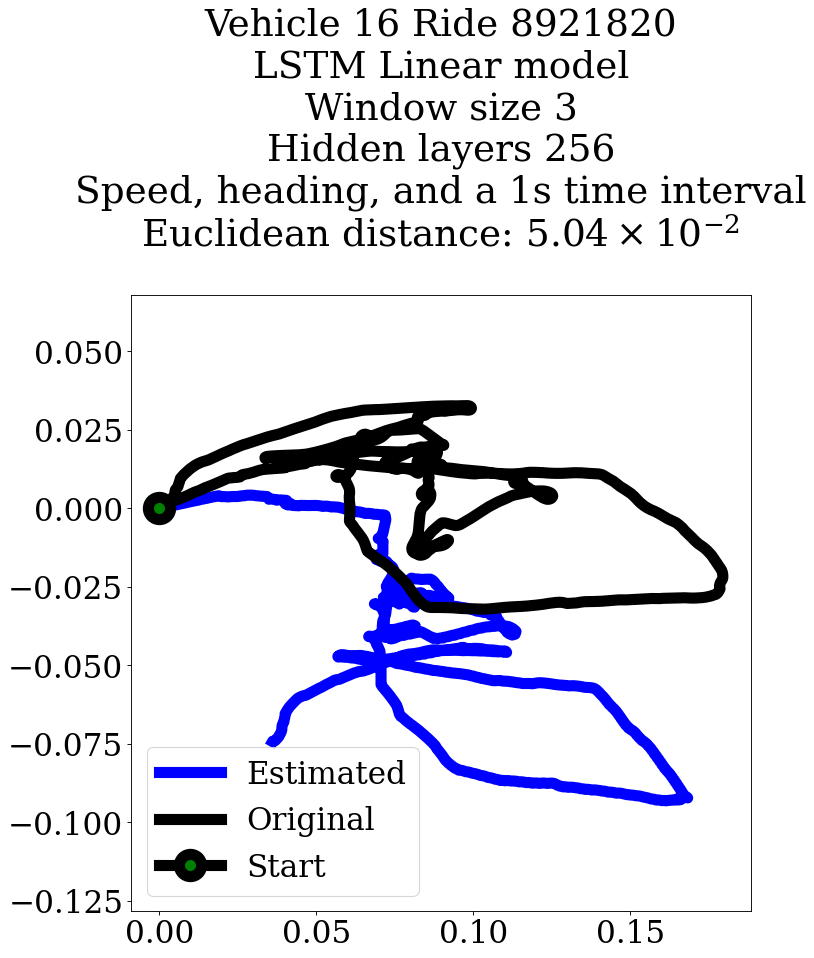 Vehicle 16 Ride 8921820
LSTM Linear model
Window size 3
Hidden layers 256
Speed, heading, and a 1s time interval
Euclidean distance: 5.04 × 10⁻²
0.050
0.025
0.000
−0.025
−0.050
−0.075
−0.100
−0.125
Estimated
Original
Start
0.00 0.05 0.10 0.15